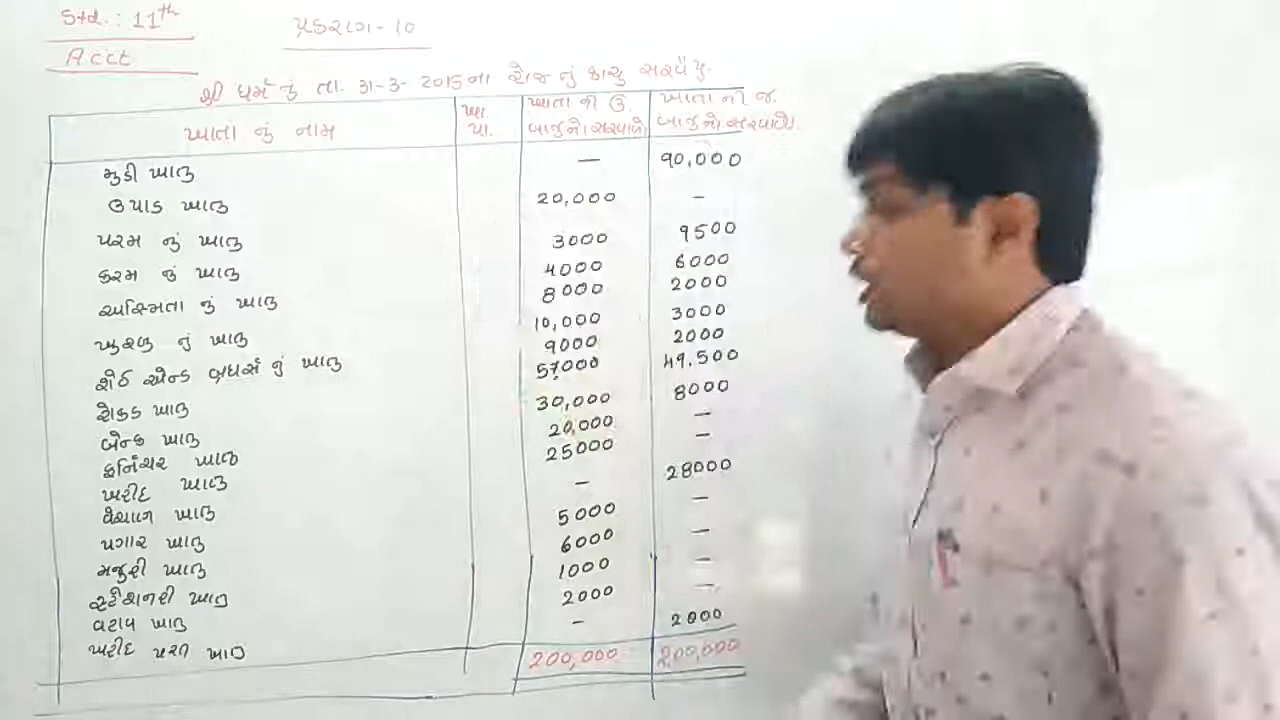 Std. : 11th
પ્રકરણ - 10
Acct
શ્રી ધર્મ નું તા. 31-3-2015ના રોજ નું કાચુ સરવૈયુ.
ખાતા નું નામ ખા. પા. ખાતા ની ઉ. બાજુનો સરવાળો ખાતા ની જ. બાજુનો સરવાળો.
મુડી ખાતુ — 90,000
ઉપાડ ખાતુ 20,000 –
પરમ નું ખાતુ 3000 9500
કરમ નું ખાતુ 4000 6000
અસ્મિતા નું ખાતુ 8000 2000
ખુશ્બુ નું ખાતુ 10,000 3000
શેઠ એન્ડ બ્રધર્સ નું ખાતુ 9000 2000
રોકડ ખાતુ 57000 49.500
બેન્ક ખાતુ 30,000 8000
ફર્નિચર ખાતુ 20,000 –
ખરીદ ખાતુ 25000 –
વેચાણ ખાતુ – 28000
પગાર ખાતુ 5000 –
મજુરી ખાતુ 6000 –
સ્ટેશનરી ખાતુ 1000 –
વટાવ ખાતુ 2000 –
ખરીદ પરત ખાતુ – 2000
200,000 200,000